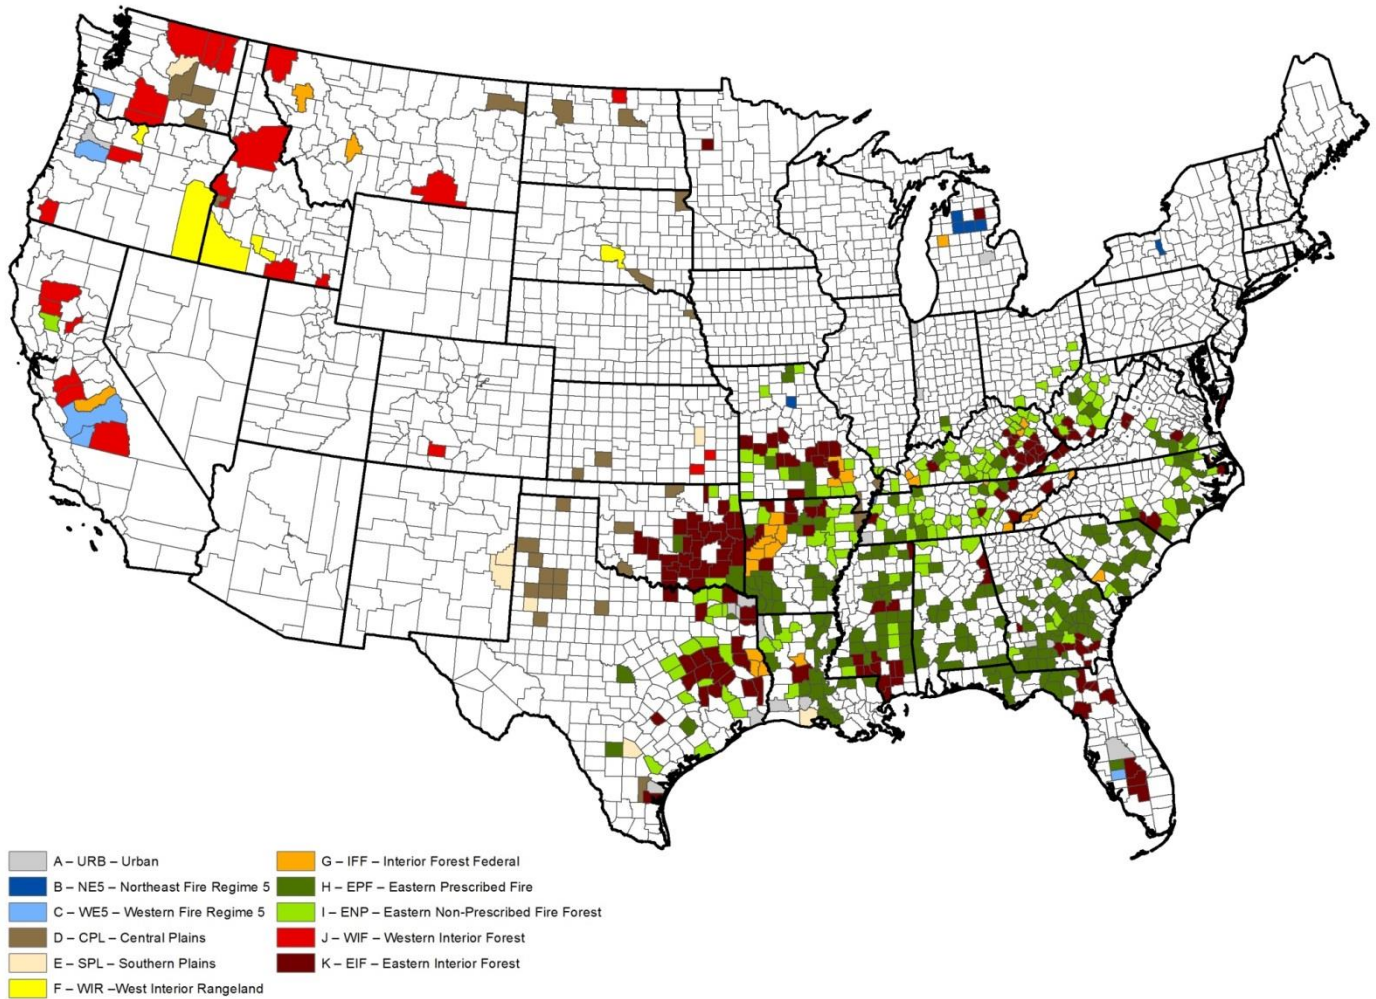 A – URB – Urban
B – NE5 – Northeast Fire Regime 5
C – WE5 – Western Fire Regime 5
D – CPL – Central Plains
E – SPL – Southern Plains
F – WIR –West Interior Rangeland
G – IFF – Interior Forest Federal
H – EPF – Eastern Prescribed Fire
I – ENP – Eastern Non-Prescribed Fire Forest
J – WIF – Western Interior Forest
K – EIF – Eastern Interior Forest